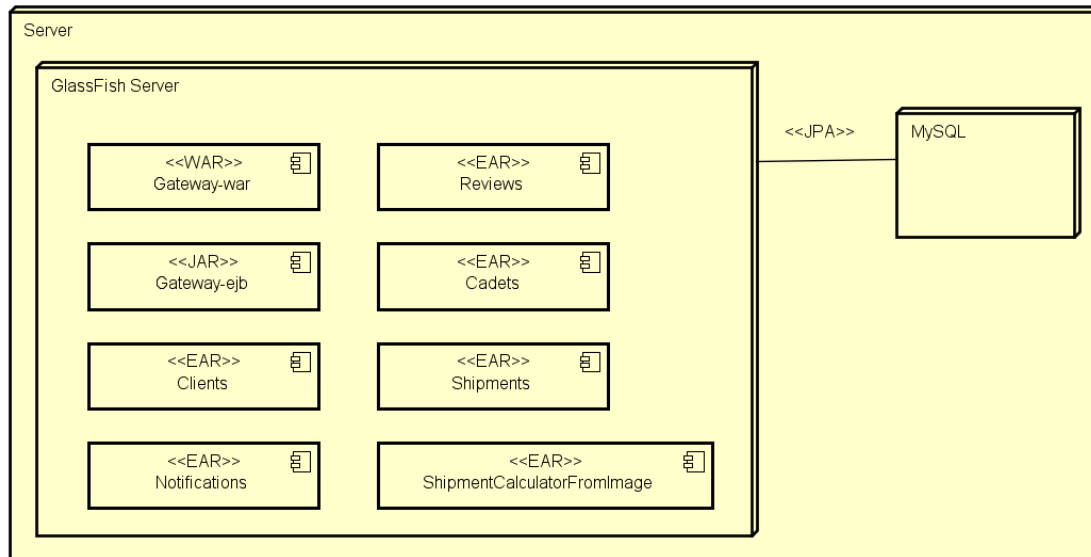 Server
GlassFish Server
<<JPA>>
MySQL
<<WAR>>
Gateway-war
<<EAR>>
Reviews
<<JAR>>
Gateway-ejb
<<EAR>>
Cadets
<<EAR>>
Clients
<<EAR>>
Shipments
<<EAR>>
Notifications
<<EAR>>
ShipmentCalculatorFromImage